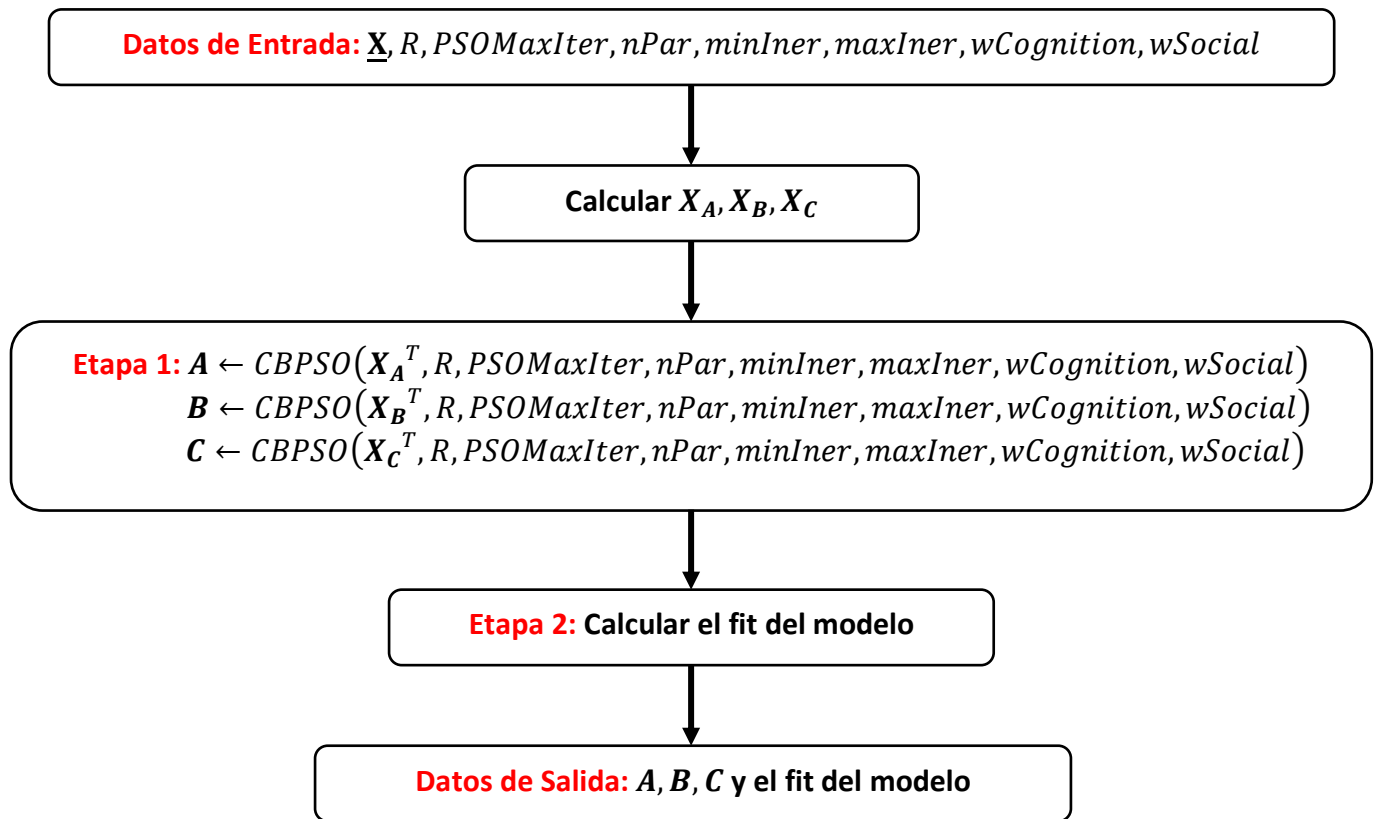 Datos de Entrada: X, R, PSOMaxIter, nPar, minIner, maxIner, wCognition, wSocial
Calcular X_A, X_B, X_C
Etapa 1: A ← CBPSO(X_A^T, R, PSOMaxIter, nPar, minIner, maxIner, wCognition, wSocial)
B ← CBPSO(X_B^T, R, PSOMaxIter, nPar, minIner, maxIner, wCognition, wSocial)
C ← CBPSO(X_C^T, R, PSOMaxIter, nPar, minIner, maxIner, wCognition, wSocial)
Etapa 2: Calcular el fit del modelo
Datos de Salida: A, B, C y el fit del modelo